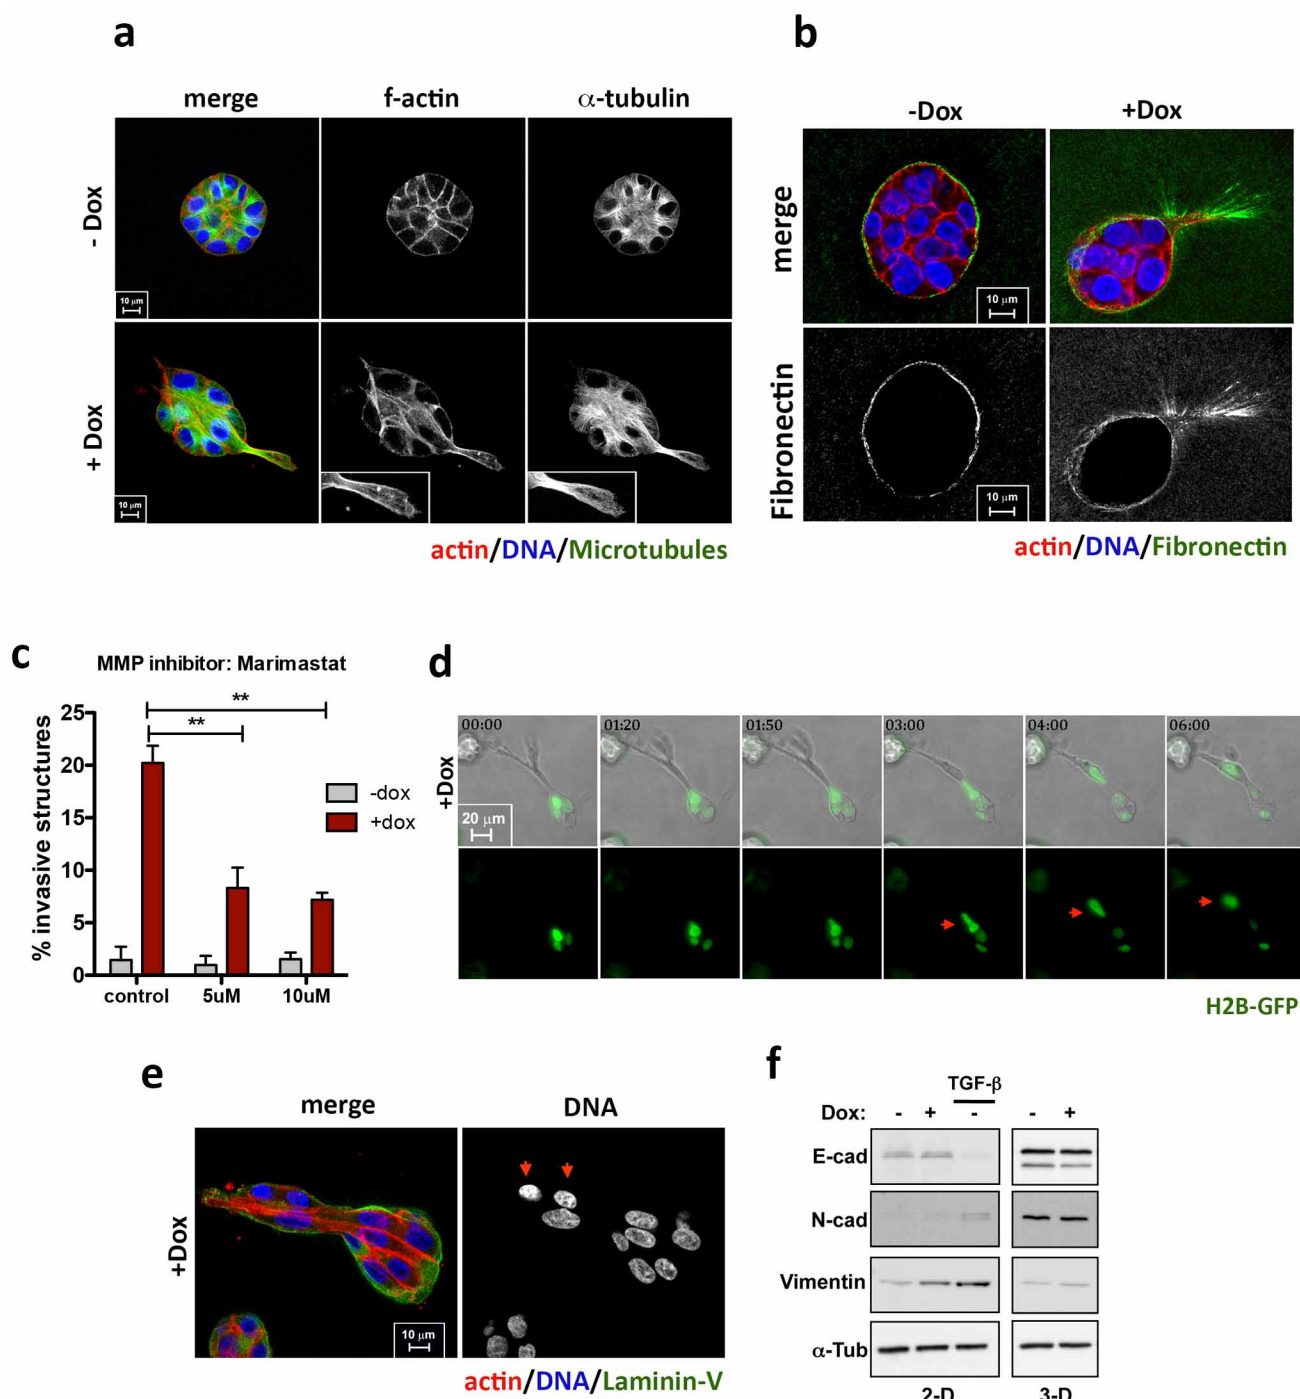 a
merge f-actin α-tubulin
- Dox
10 μm
+ Dox
10 μm
actin/DNA/Microtubules
b
-Dox +Dox
merge
10 μm
Fibronectin
10 μm
actin/DNA/Fibronectin
c
MMP inhibitor: Marimastat
** 
**
% invasive structures
25
20
15
10
5
0
control 5uM 10uM
-dox
+dox
d
+Dox
00:00 01:20 01:50 03:00 04:00 06:00
20 μm
H2B-GFP
e
merge DNA
+Dox
10 μm
actin/DNA/Laminin-V
f
TGF-β
Dox: - + - - +
E-cad
N-cad
Vimentin
α-Tub
2-D 3-D